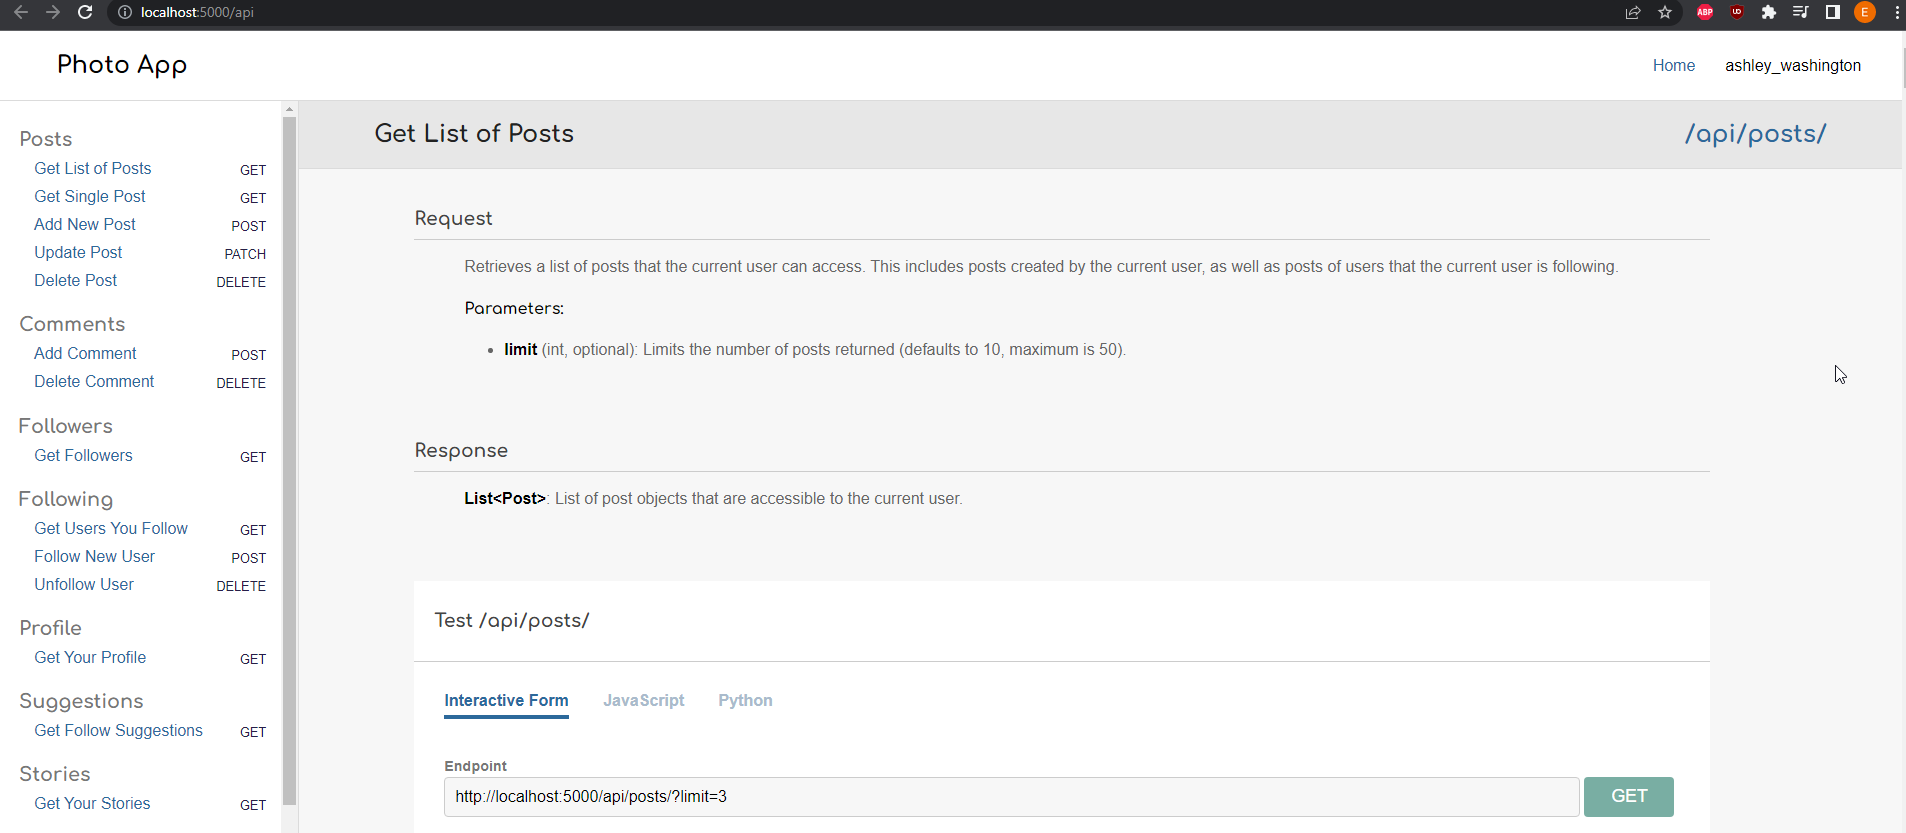 localhost:5000/api
ABP
UD
E
Photo App
Home ashley_washington
Posts
Get List of Posts GET
Get Single Post GET
Add New Post POST
Update Post PATCH
Delete Post DELETE
Comments
Add Comment POST
Delete Comment DELETE
Followers
Get Followers GET
Following
Get Users You Follow GET
Follow New User POST
Unfollow User DELETE
Profile
Get Your Profile GET
Suggestions
Get Follow Suggestions GET
Stories
Get Your Stories GET
Get List of Posts /api/posts/
Request
Retrieves a list of posts that the current user can access. This includes posts created by the current user, as well as posts of users that the current user is following.
Parameters:
• limit (int, optional): Limits the number of posts returned (defaults to 10, maximum is 50).
Response
List<Post>: List of post objects that are accessible to the current user.
Test /api/posts/
Interactive Form JavaScript Python
Endpoint
http://localhost:5000/api/posts/?limit=3 GET